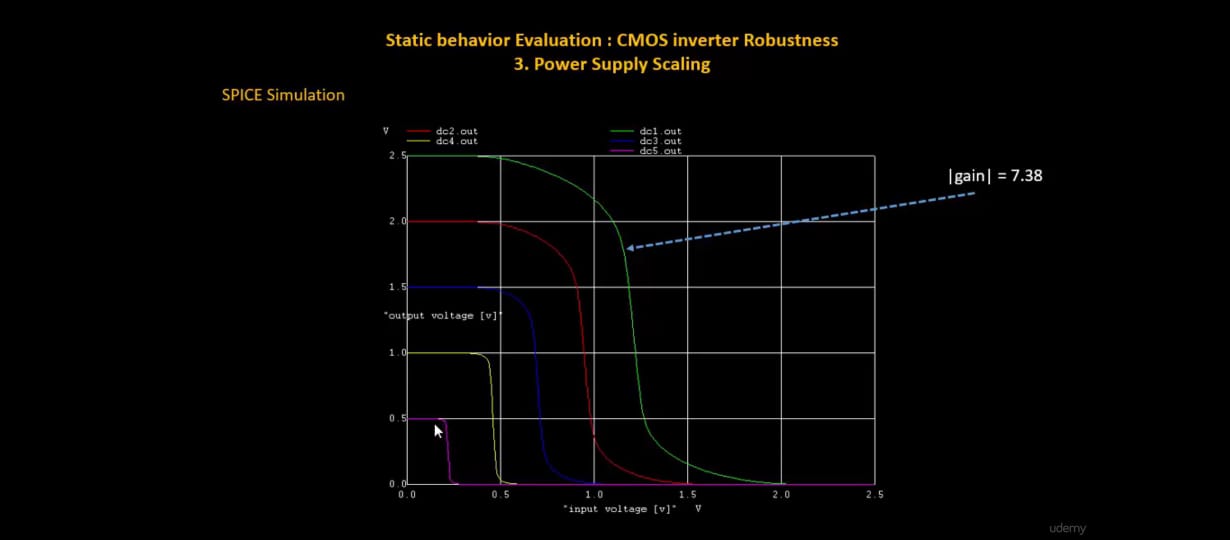 Static behavior Evaluation : CMOS inverter Robustness
3. Power Supply Scaling
SPICE Simulation
V
dc2.out
dc1.out
dc4.out
dc3.out
dc5.out
|gain| = 7.38
2.5
2.0
1.5
"output voltage [v]"
1.0
0.5
0.0
0.0 0.5 1.0 1.5 2.0 2.5
"input voltage [v]" V
udemy